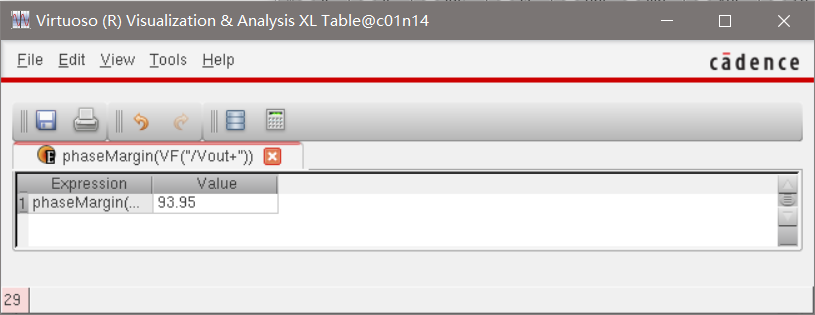 Virtuoso (R) Visualization & Analysis XL Table@c01n14
File Edit View Tools Help
cādence
phaseMargin(VF("/Vout+"))
Expression Value
1 phaseMargin(... 93.95
29